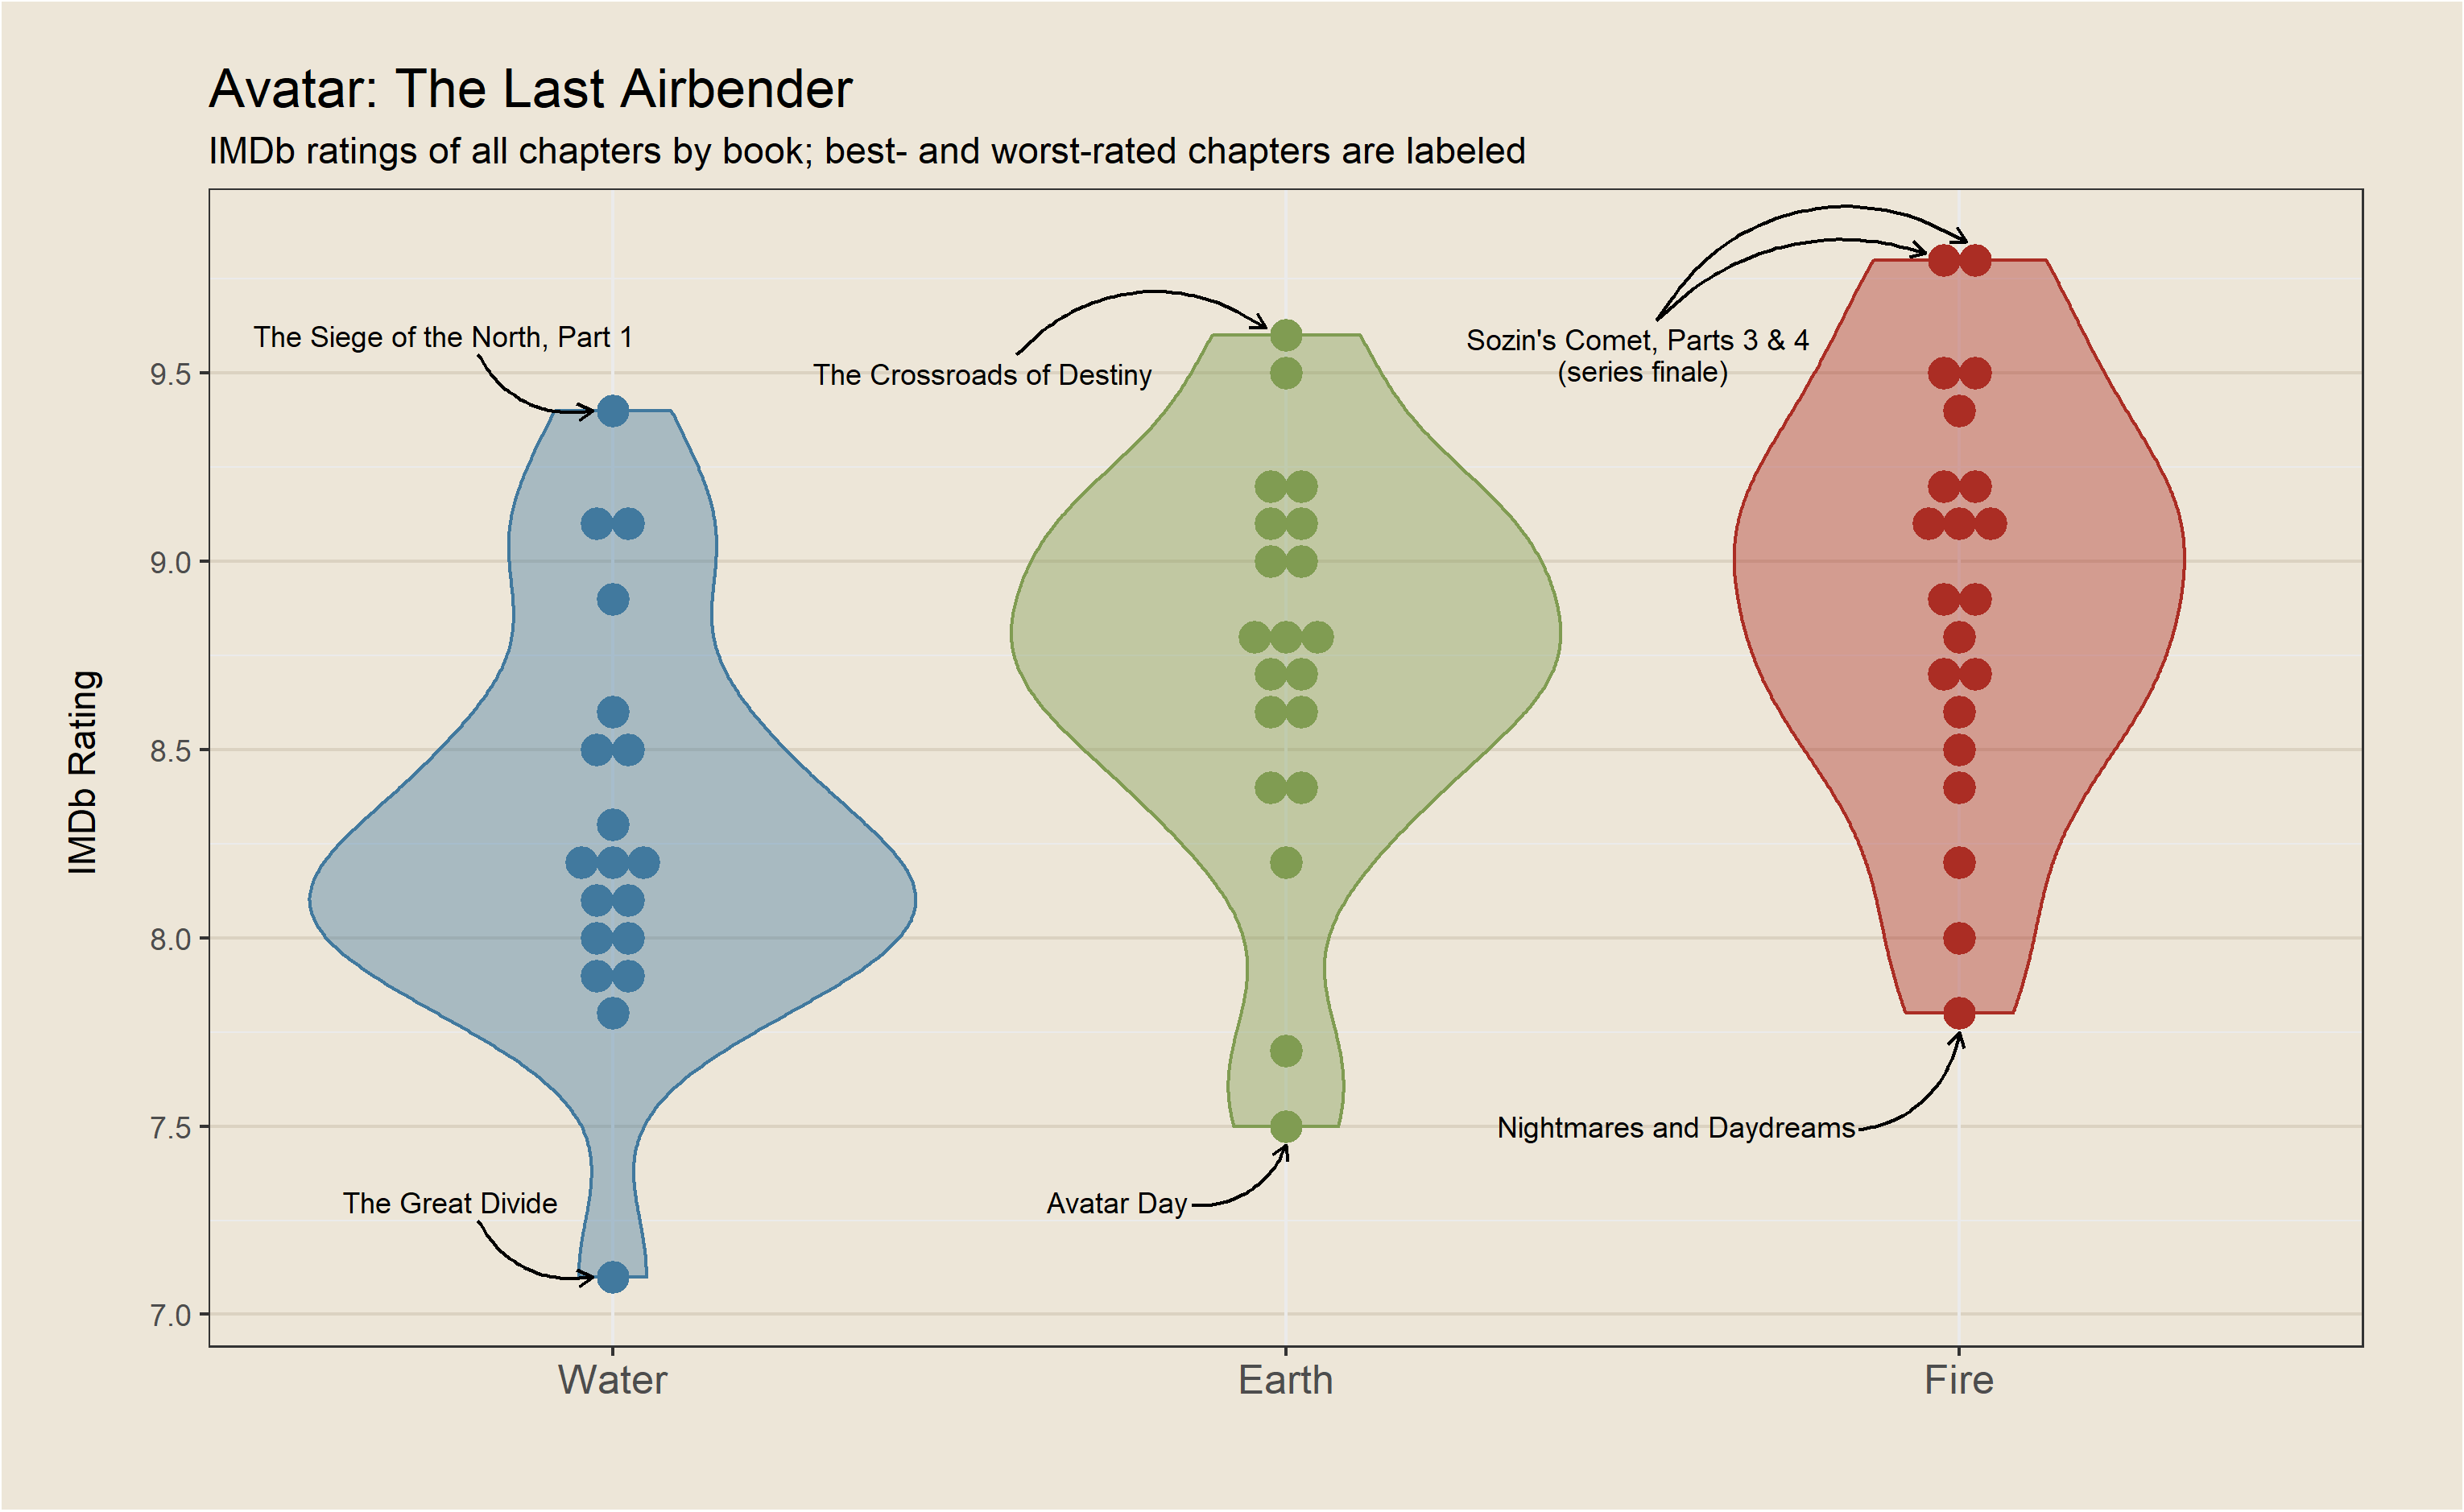 Avatar: The Last Airbender
IMDb ratings of all chapters by book; best- and worst-rated chapters are labeled
IMDb Rating
9.5
9.0
8.5
8.0
7.5
7.0
The Siege of the North, Part 1
The Great Divide
The Crossroads of Destiny
Avatar Day
Sozin's Comet, Parts 3 & 4
(series finale)
Nightmares and Daydreams
Water
Earth
Fire